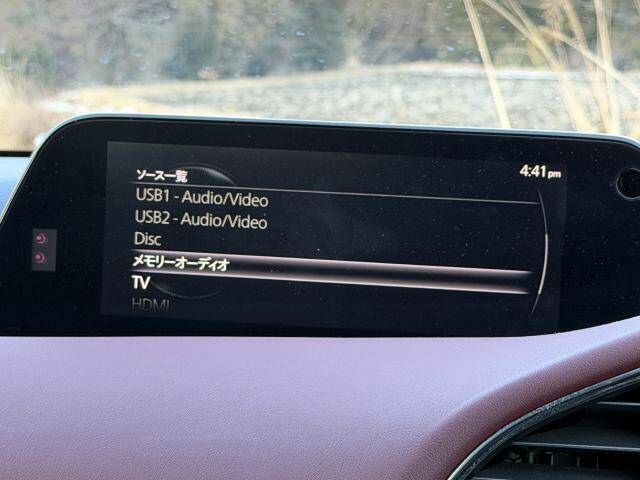 ソース一覧
4:41pm
USB1 - Audio/Video
USB2 - Audio/Video
Disc
メモリーオーディオ
TV
HDMI